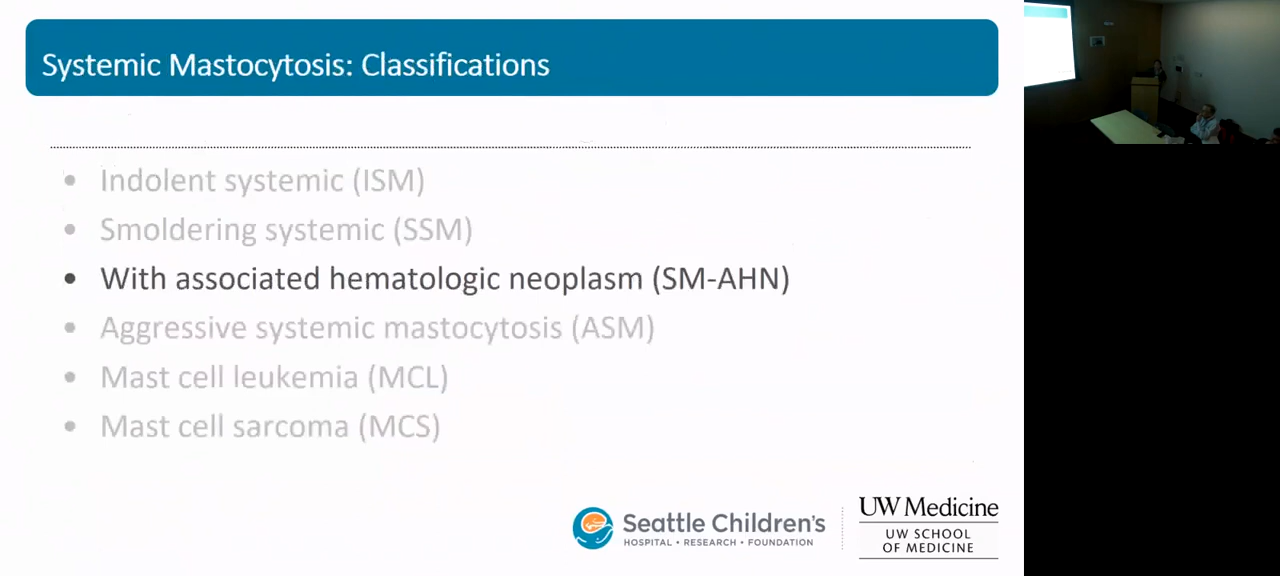 Systemic Mastocytosis: Classifications
• Indolent systemic (ISM)
• Smoldering systemic (SSM)
• With associated hematologic neoplasm (SM-AHN)
• Aggressive systemic mastocytosis (ASM)
• Mast cell leukemia (MCL)
• Mast cell sarcoma (MCS)
Seattle Children's
HOSPITAL • RESEARCH • FOUNDATION
UW Medicine
UW SCHOOL
OF MEDICINE